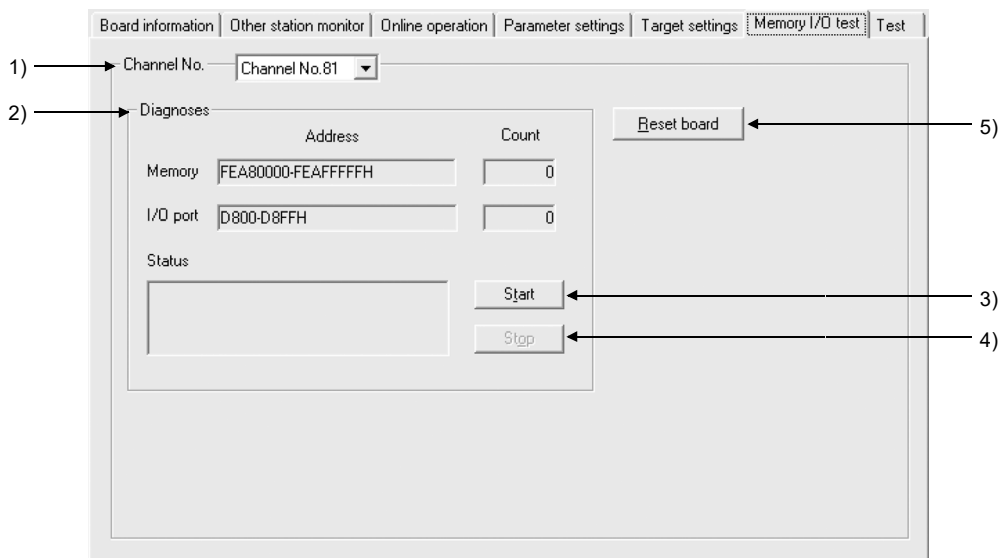 Board information Other station monitor Online operation Parameter settings Target settings Memory I/O test Test
1) Channel No. Channel No.81
2) Diagnoses
Address Count Reset board 5)
Memory FEA80000-FEAFFFFFH 0
I/O port D800-D8FFH 0
Status
Start 3)
Stop 4)